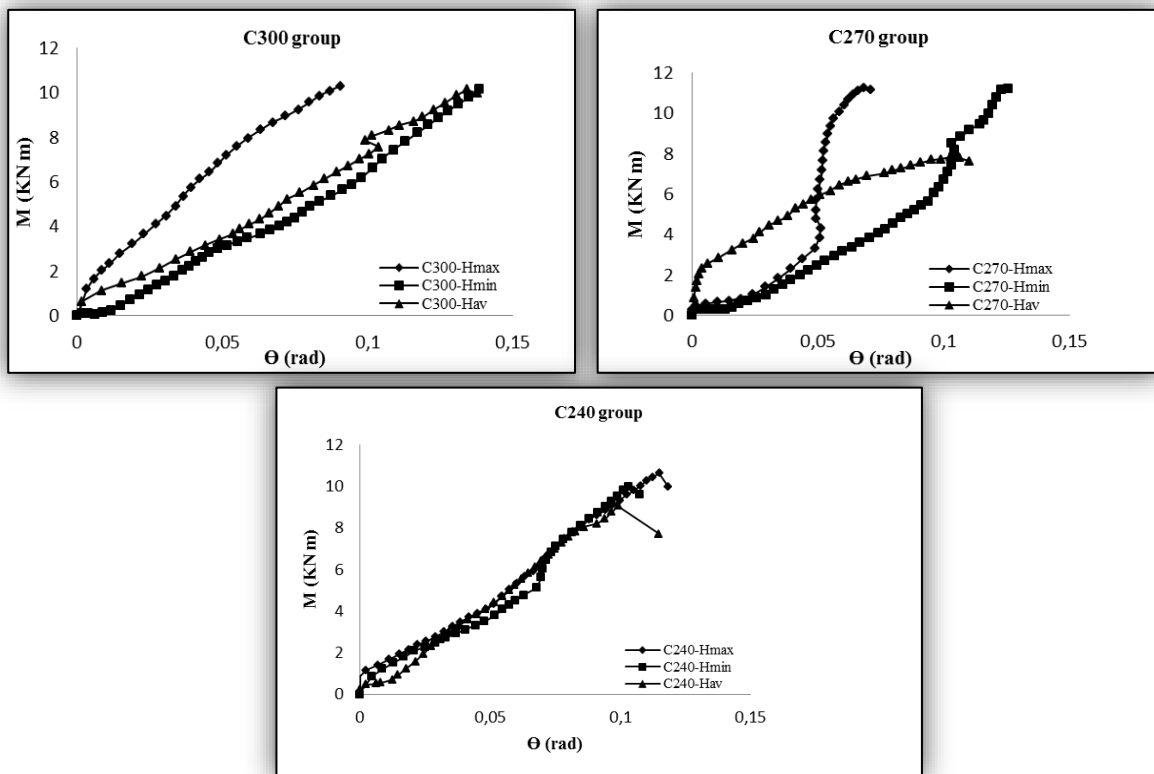 C300 group
12
10
8
6
4
2
0
M (KN m)
0
0,05
0,1
0,15
Ө (rad)
C300-Hmax
C300-Hmin
C300-Hav
C270 group
12
10
8
6
4
2
0
M (KN m)
0
0,05
0,1
0,15
Ө (rad)
C270-Hmax
C270-Hmin
C270-Hav
C240 group
12
10
8
6
4
2
0
M (KN m)
0
0,05
0,1
0,15
Ө (rad)
C240-Hmax
C240-Hmin
C240-Hav